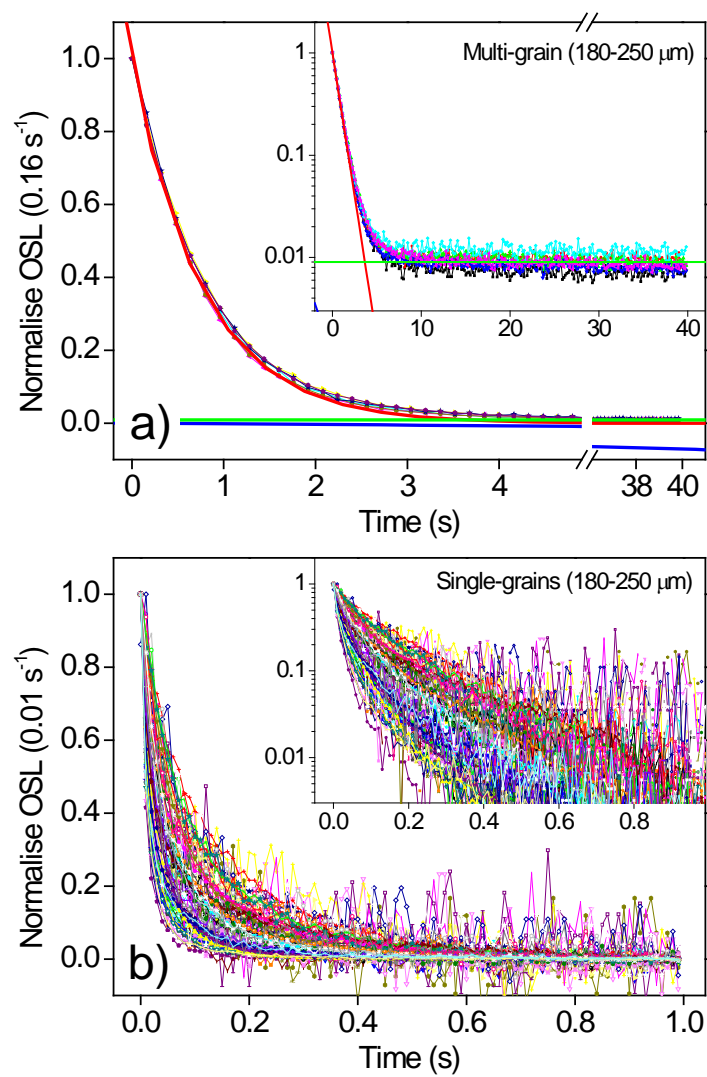 Multi-grain (180-250 μm)
1
0.1
0.01
0 10 20 30 40
Normalise OSL (0.16 s-1)
1.0
0.8
0.6
0.4
0.2
0.0
a)
0 1 2 3 4 38 40
Time (s)
Single-grains (180-250 μm)
1
0.1
0.01
0.0 0.2 0.4 0.6 0.8
Normalise OSL (0.01 s-1)
1.0
0.8
0.6
0.4
0.2
0.0
b)
0.0 0.2 0.4 0.6 0.8 1.0
Time (s)